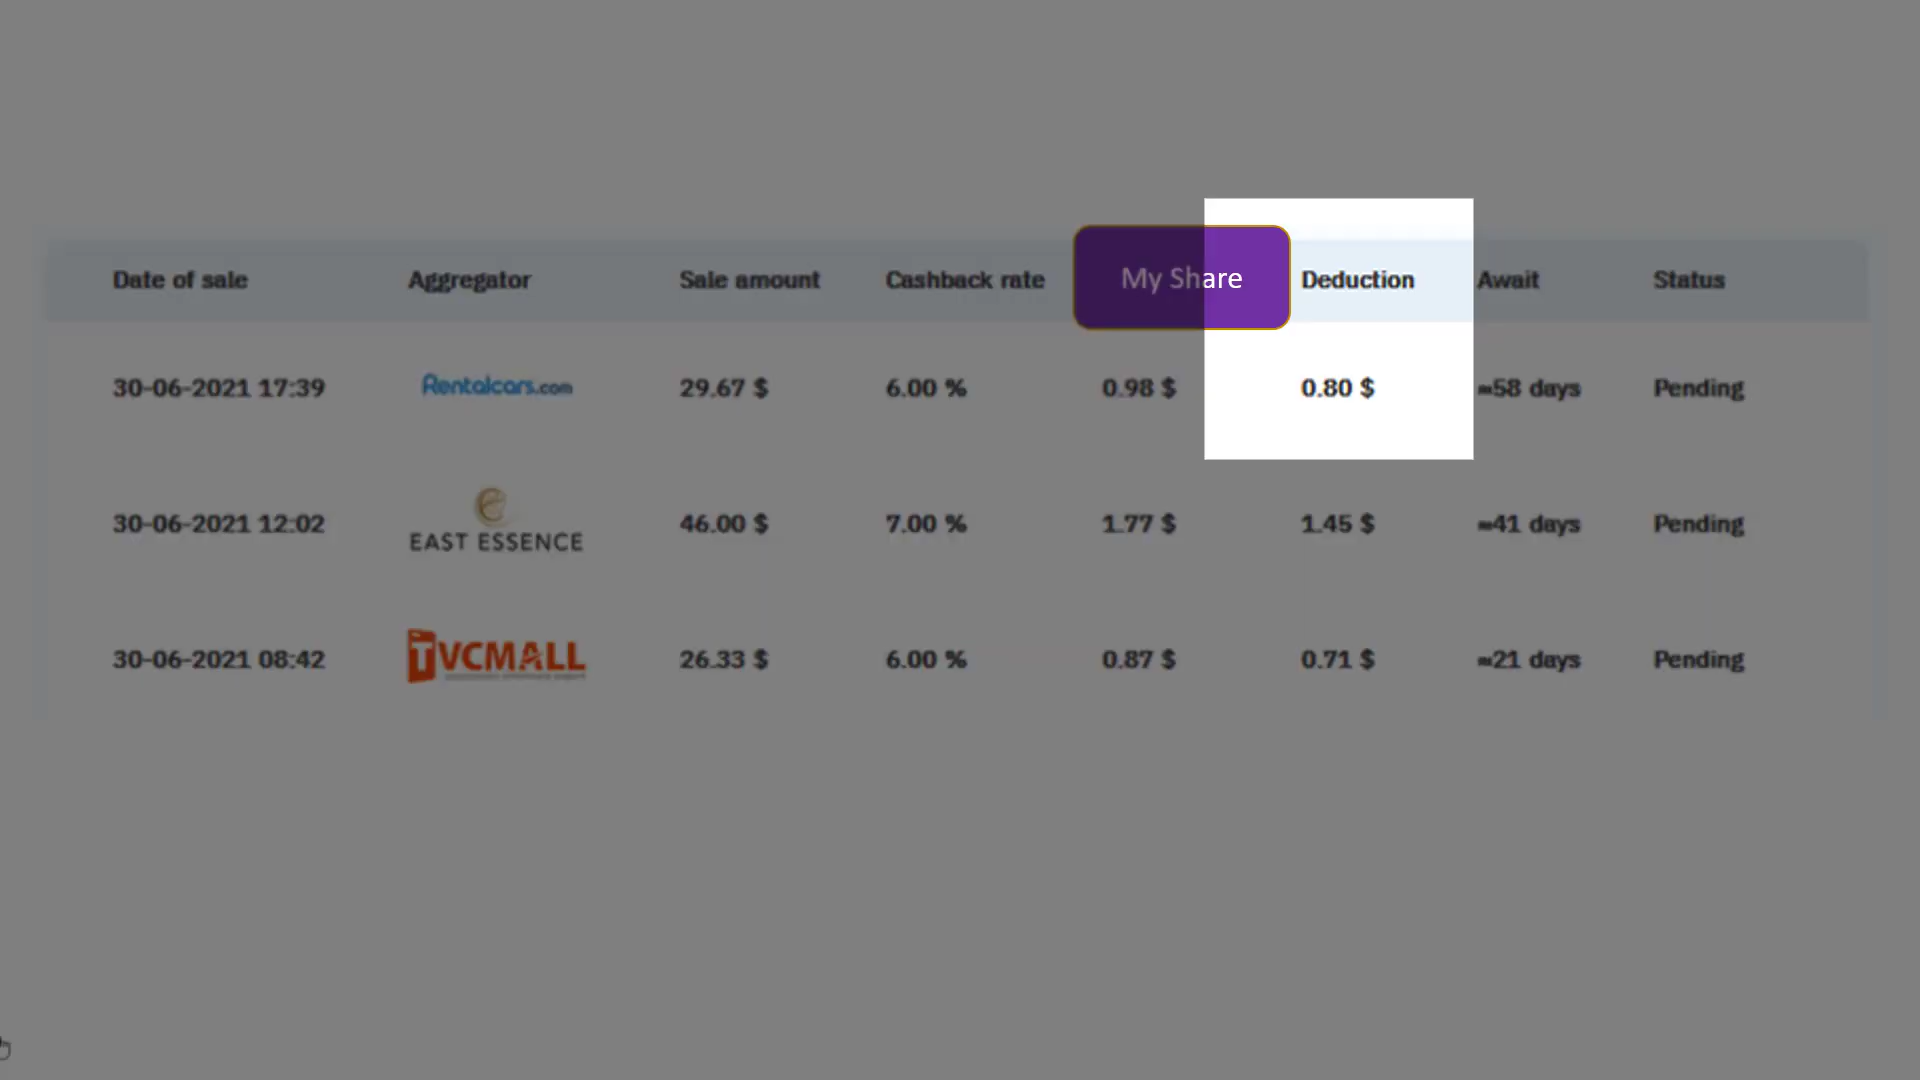 Date of sale Aggregator Sale amount Cashback rate My Share Deduction Await Status
30-06-2021 17:39 Rentalcars.com 29.67 $ 6.00 % 0.98 $ 0.80 $ ≈58 days Pending
30-06-2021 12:02 EAST ESSENCE 46.00 $ 7.00 % 1.77 $ 1.45 $ ≈41 days Pending
30-06-2021 08:42 TVCMALL 26.33 $ 6.00 % 0.87 $ 0.71 $ ≈21 days Pending